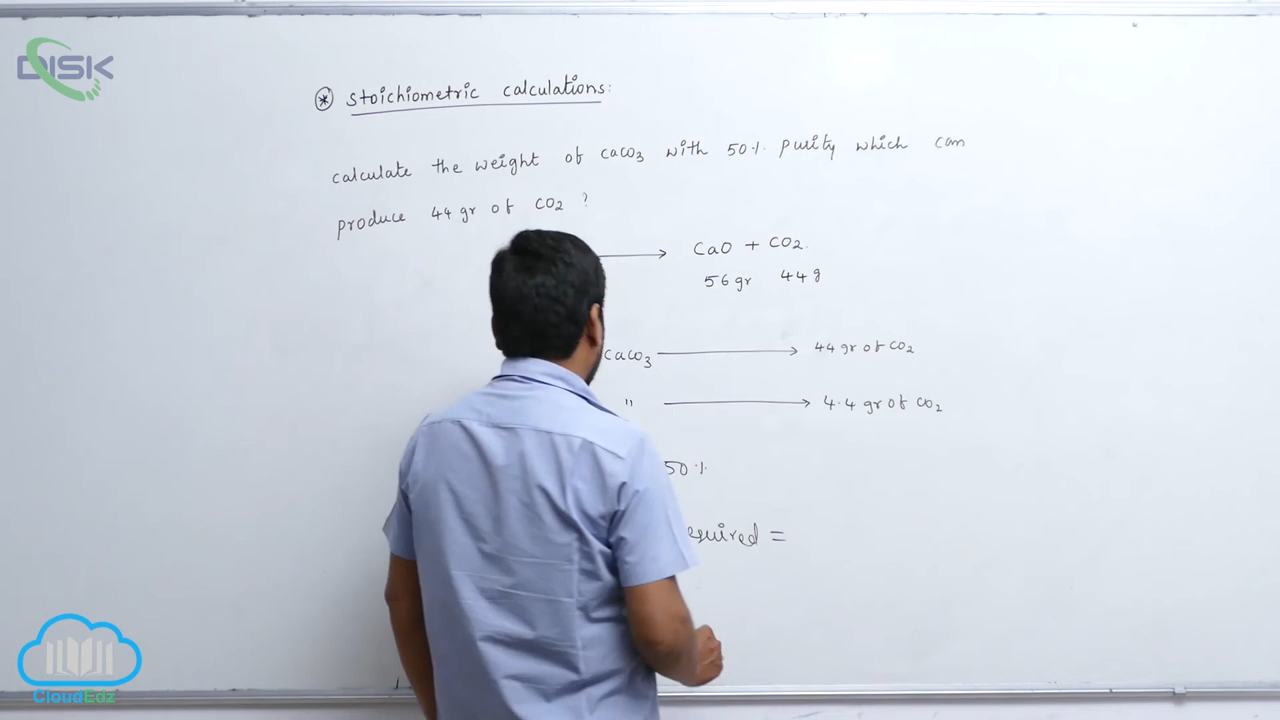 DISK
* Stoichiometric calculations:
calculate the weight of caco3 with 50% purity which can
produce 44 gr of CO2 ?
→ CaO + CO2.
56 gr 44 g
caco3 → 44 gr of CO2
" → 4.4 gr of CO2
50%
equired =
CloudEdz